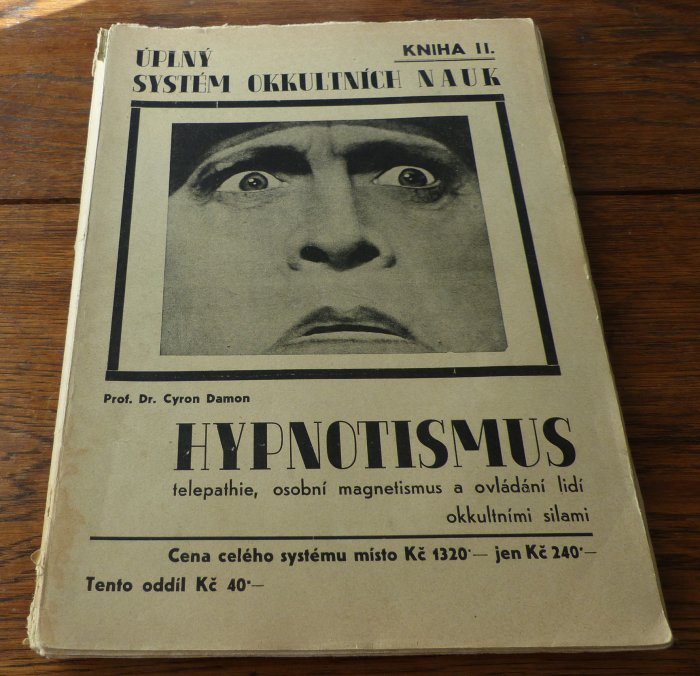 ÚPLNÝ
KNIHA II.
SYSTÉM OKKULTNÍCH NAUK
Prof. Dr. Cyron Damon
HYPNOTISMUS
telepathie, osobní magnetismus a ovládání lidí
okkultními silami
Cena celého systému místo Kč 1320·— jen Kč 240·—
Tento oddíl Kč 40·—